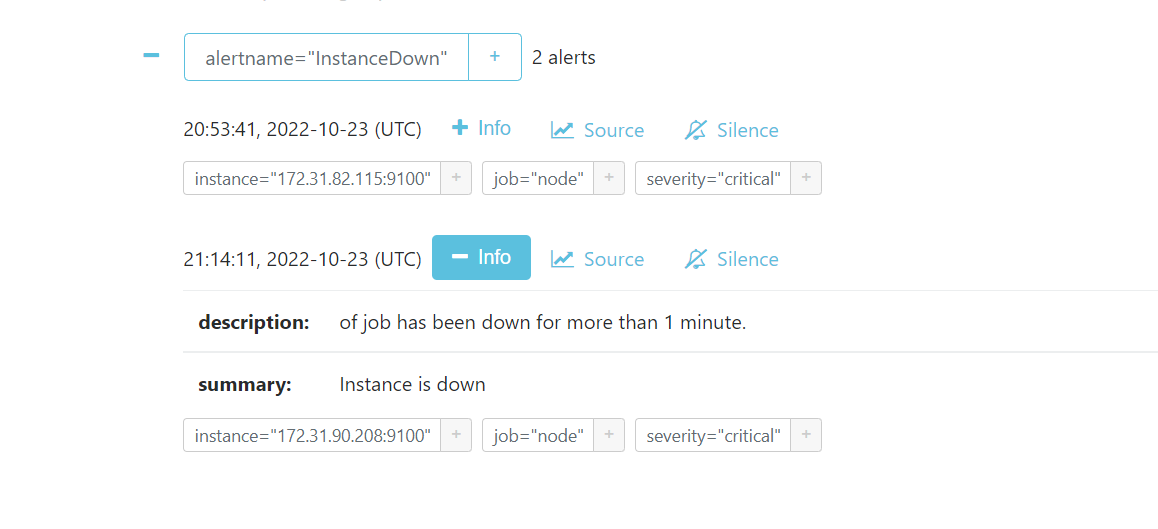 alertname="InstanceDown" + 2 alerts
20:53:41, 2022-10-23 (UTC) + Info Source Silence
instance="172.31.82.115:9100" + job="node" + severity="critical" +
21:14:11, 2022-10-23 (UTC) − Info Source Silence
description: of job has been down for more than 1 minute.
summary: Instance is down
instance="172.31.90.208:9100" + job="node" + severity="critical" +